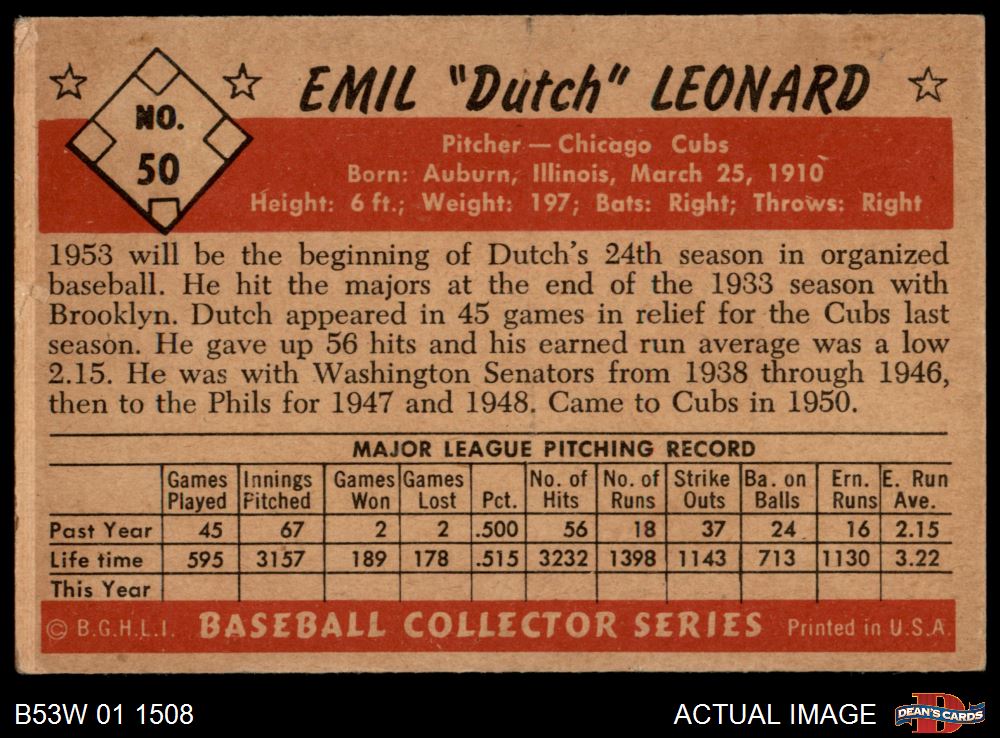 EMIL "Dutch" LEONARD
NO.
50
Pitcher — Chicago Cubs
Born: Auburn, Illinois, March 25, 1910
Height: 6 ft.; Weight: 197; Bats: Right; Throws: Right
1953 will be the beginning of Dutch's 24th season in organized
baseball. He hit the majors at the end of the 1933 season with
Brooklyn. Dutch appeared in 45 games in relief for the Cubs last
season. He gave up 56 hits and his earned run average was a low
2.15. He was with Washington Senators from 1938 through 1946,
then to the Phils for 1947 and 1948. Came to Cubs in 1950.
MAJOR LEAGUE PITCHING RECORD
Games Innings Games Games No. of No. of Strike Ba. on Ern. E. Run
Played Pitched Won Lost Pct. Hits Runs Outs Balls Runs Ave.
Past Year 45 67 2 2 .500 56 18 37 24 16 2.15
Life time 595 3157 189 178 .515 3232 1398 1143 713 1130 3.22
This Year
© B.G.H.L.I. BASEBALL COLLECTOR SERIES Printed in U.S.A.
B53W 01 1508 ACTUAL IMAGE D DEAN'S CARDS